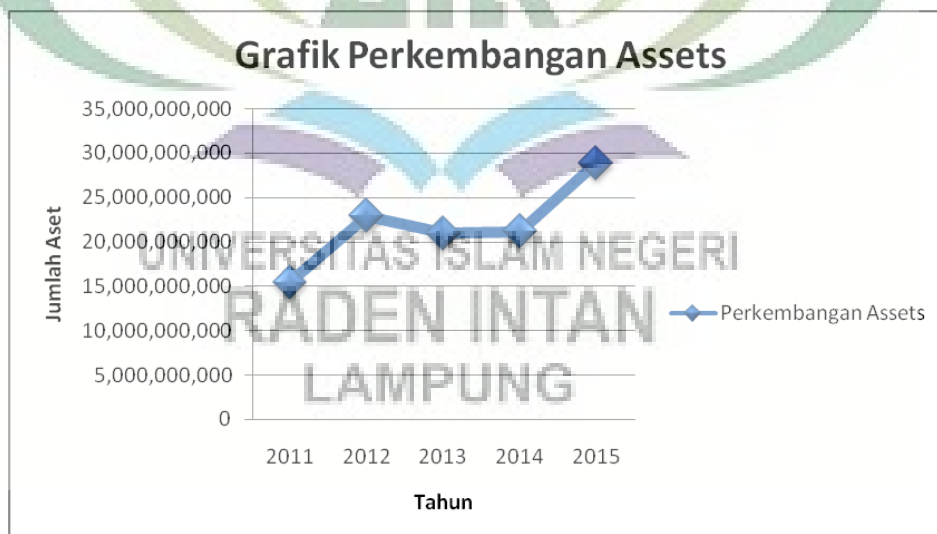 Grafik Perkembangan Assets
35,000,000,000
30,000,000,000
25,000,000,000
20,000,000,000
15,000,000,000
10,000,000,000
5,000,000,000
0
Jumlah Aset
2011 2012 2013 2014 2015
Tahun
Perkembangan Assets
UNIVERSITAS ISLAM NEGERI
RADEN INTAN
LAMPUNG